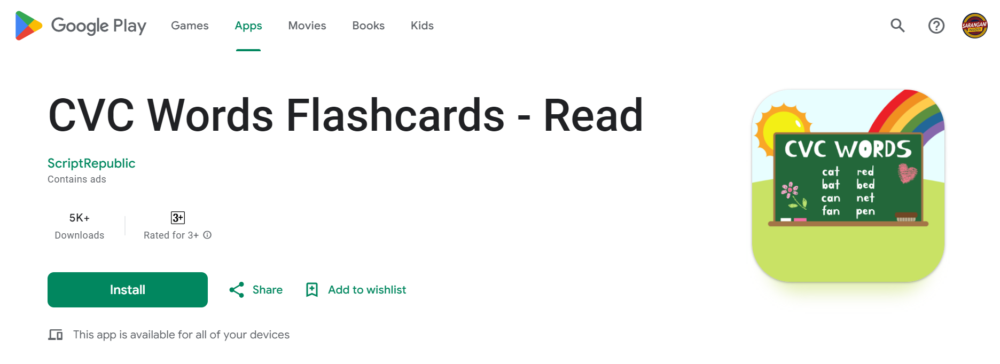 Google Play
Games
Apps
Movies
Books
Kids
SARANGANI
INSIDER
CVC Words Flashcards - Read
ScriptRepublic
Contains ads
5K+
Downloads
3+
Rated for 3+
Install
Share
Add to wishlist
This app is available for all of your devices
CVC WORDS
cat red
bat bed
can net
fan pen